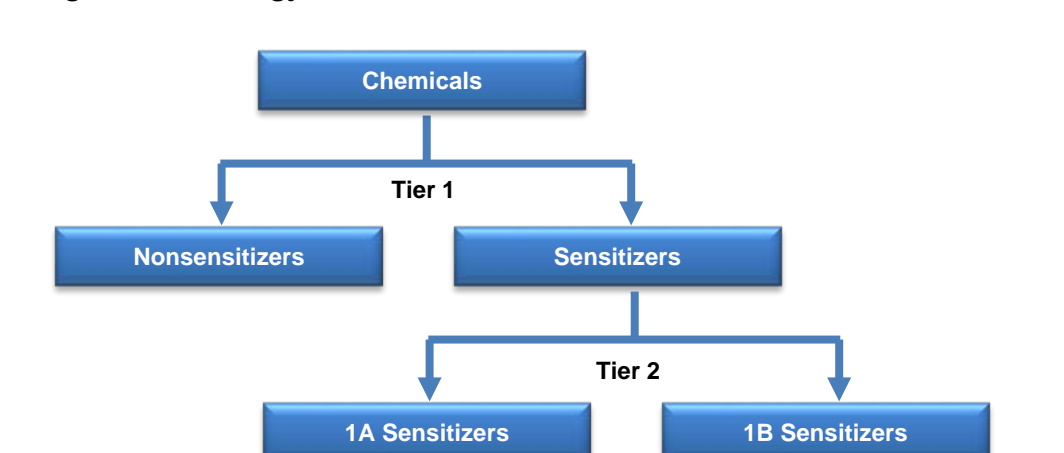 Chemicals
Tier 1
Nonsensitizers
Sensitizers
Tier 2
1A Sensitizers
1B Sensitizers